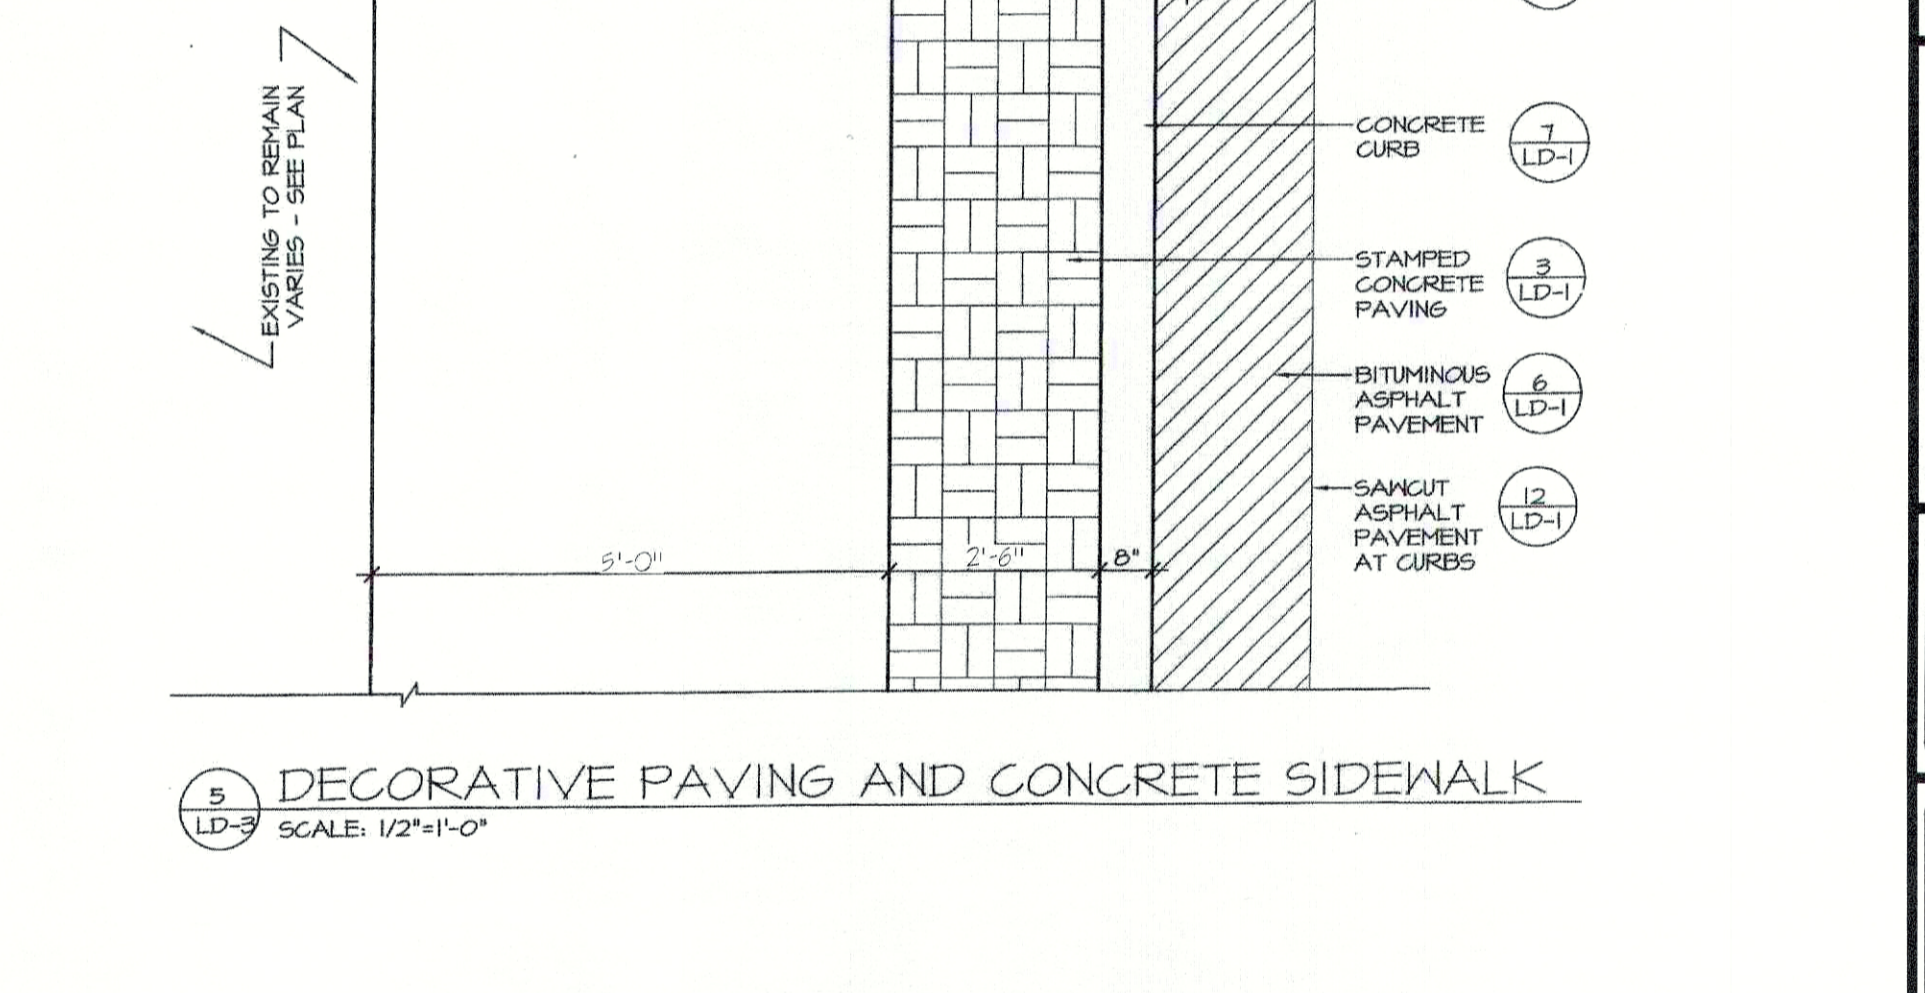 EXISTING TO REMAIN
VARIES - SEE PLAN
CONCRETE
CURB
7
LD-1
STAMPED
CONCRETE
PAVING
3
LD-1
BITUMINOUS
ASPHALT
PAVEMENT
6
LD-1
SAWCUT
ASPHALT
PAVEMENT
AT CURBS
12
LD-1
5'-0"
2'-6"
8"
5
LD-3
DECORATIVE PAVING AND CONCRETE SIDEWALK
SCALE: 1/2"=1'-0"